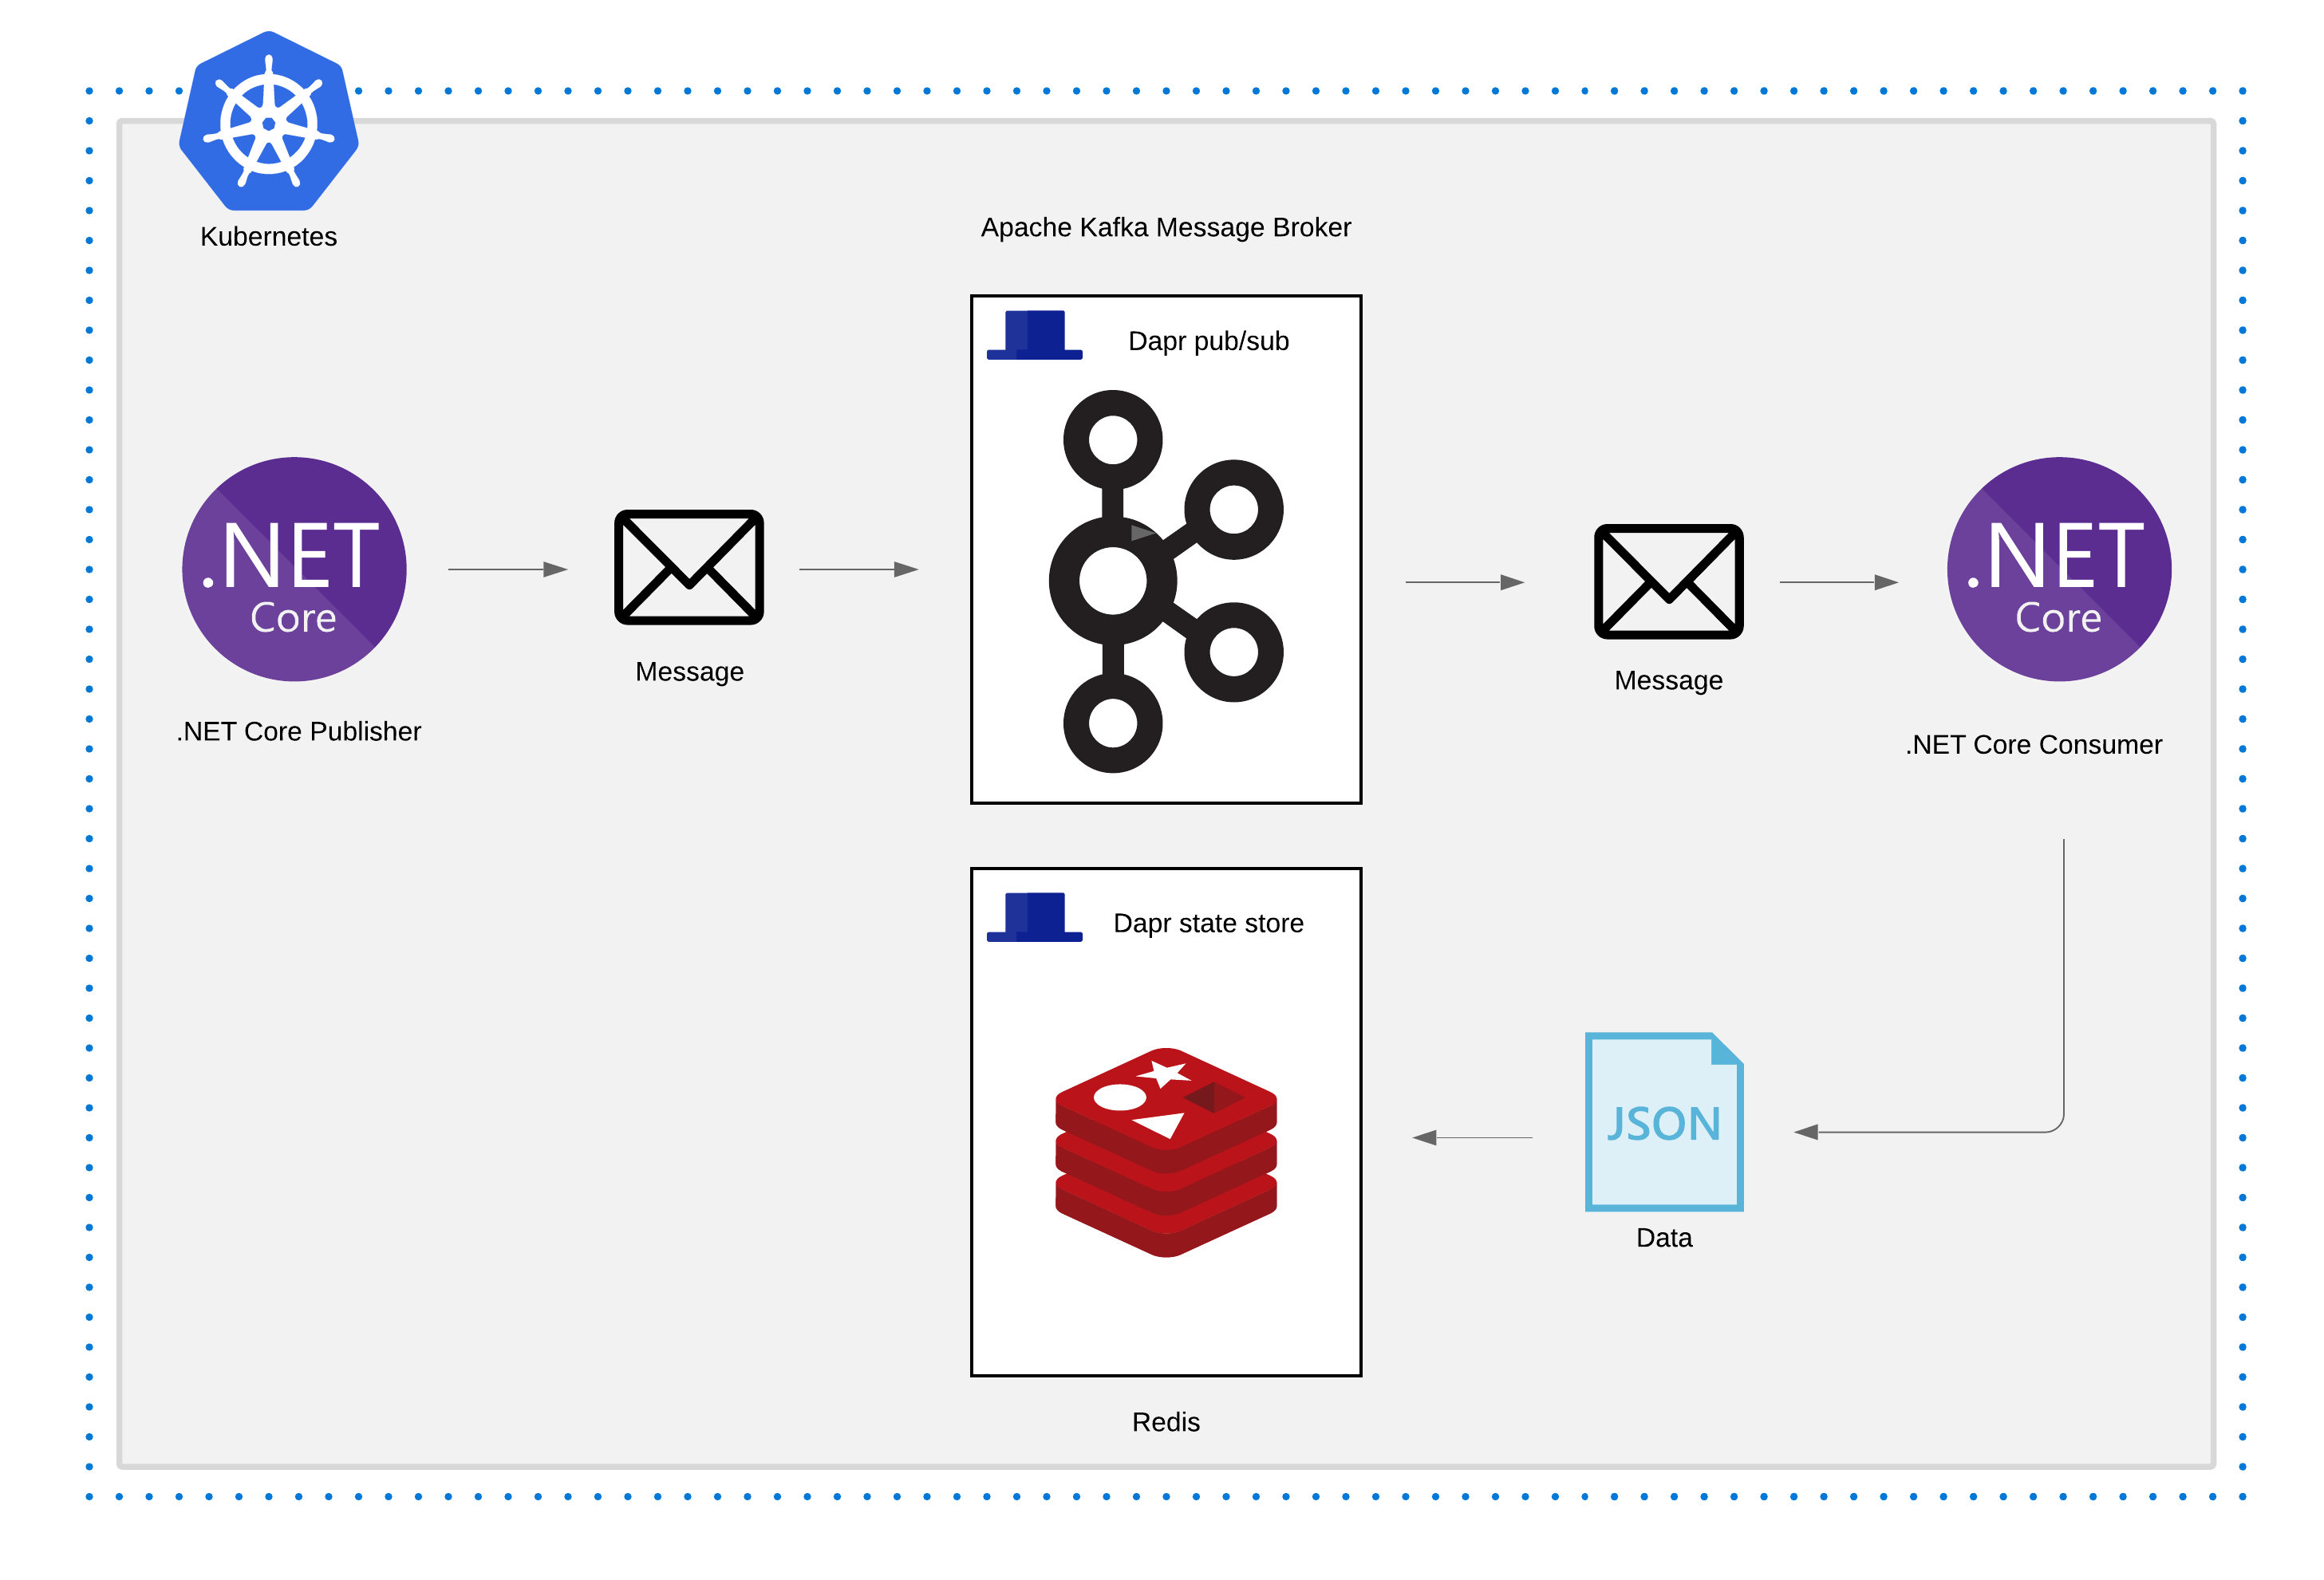 Kubernetes
Apache Kafka Message Broker
Dapr pub/sub
.NET
Core
.NET Core Publisher
Message
Message
.NET
Core
.NET Core Consumer
Dapr state store
JSON
Data
Redis